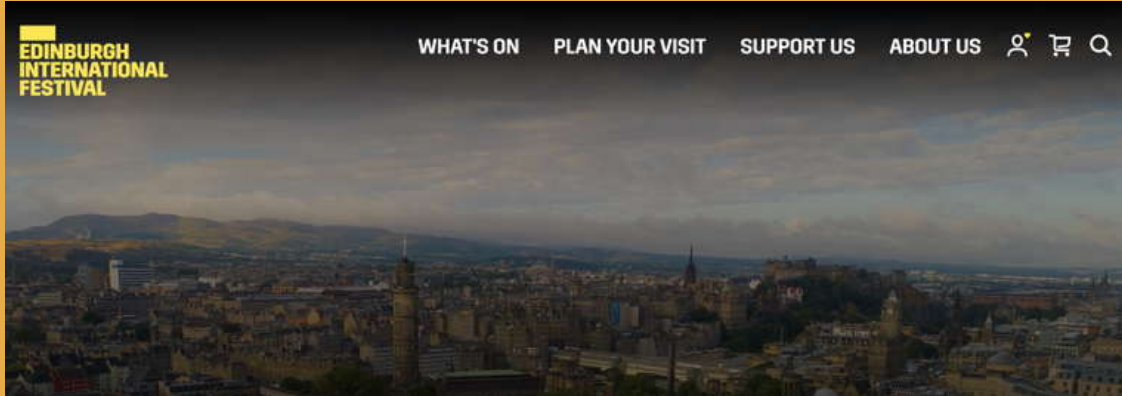 EDINBURGH
INTERNATIONAL
FESTIVAL
WHAT'S ON PLAN YOUR VISIT SUPPORT US ABOUT US